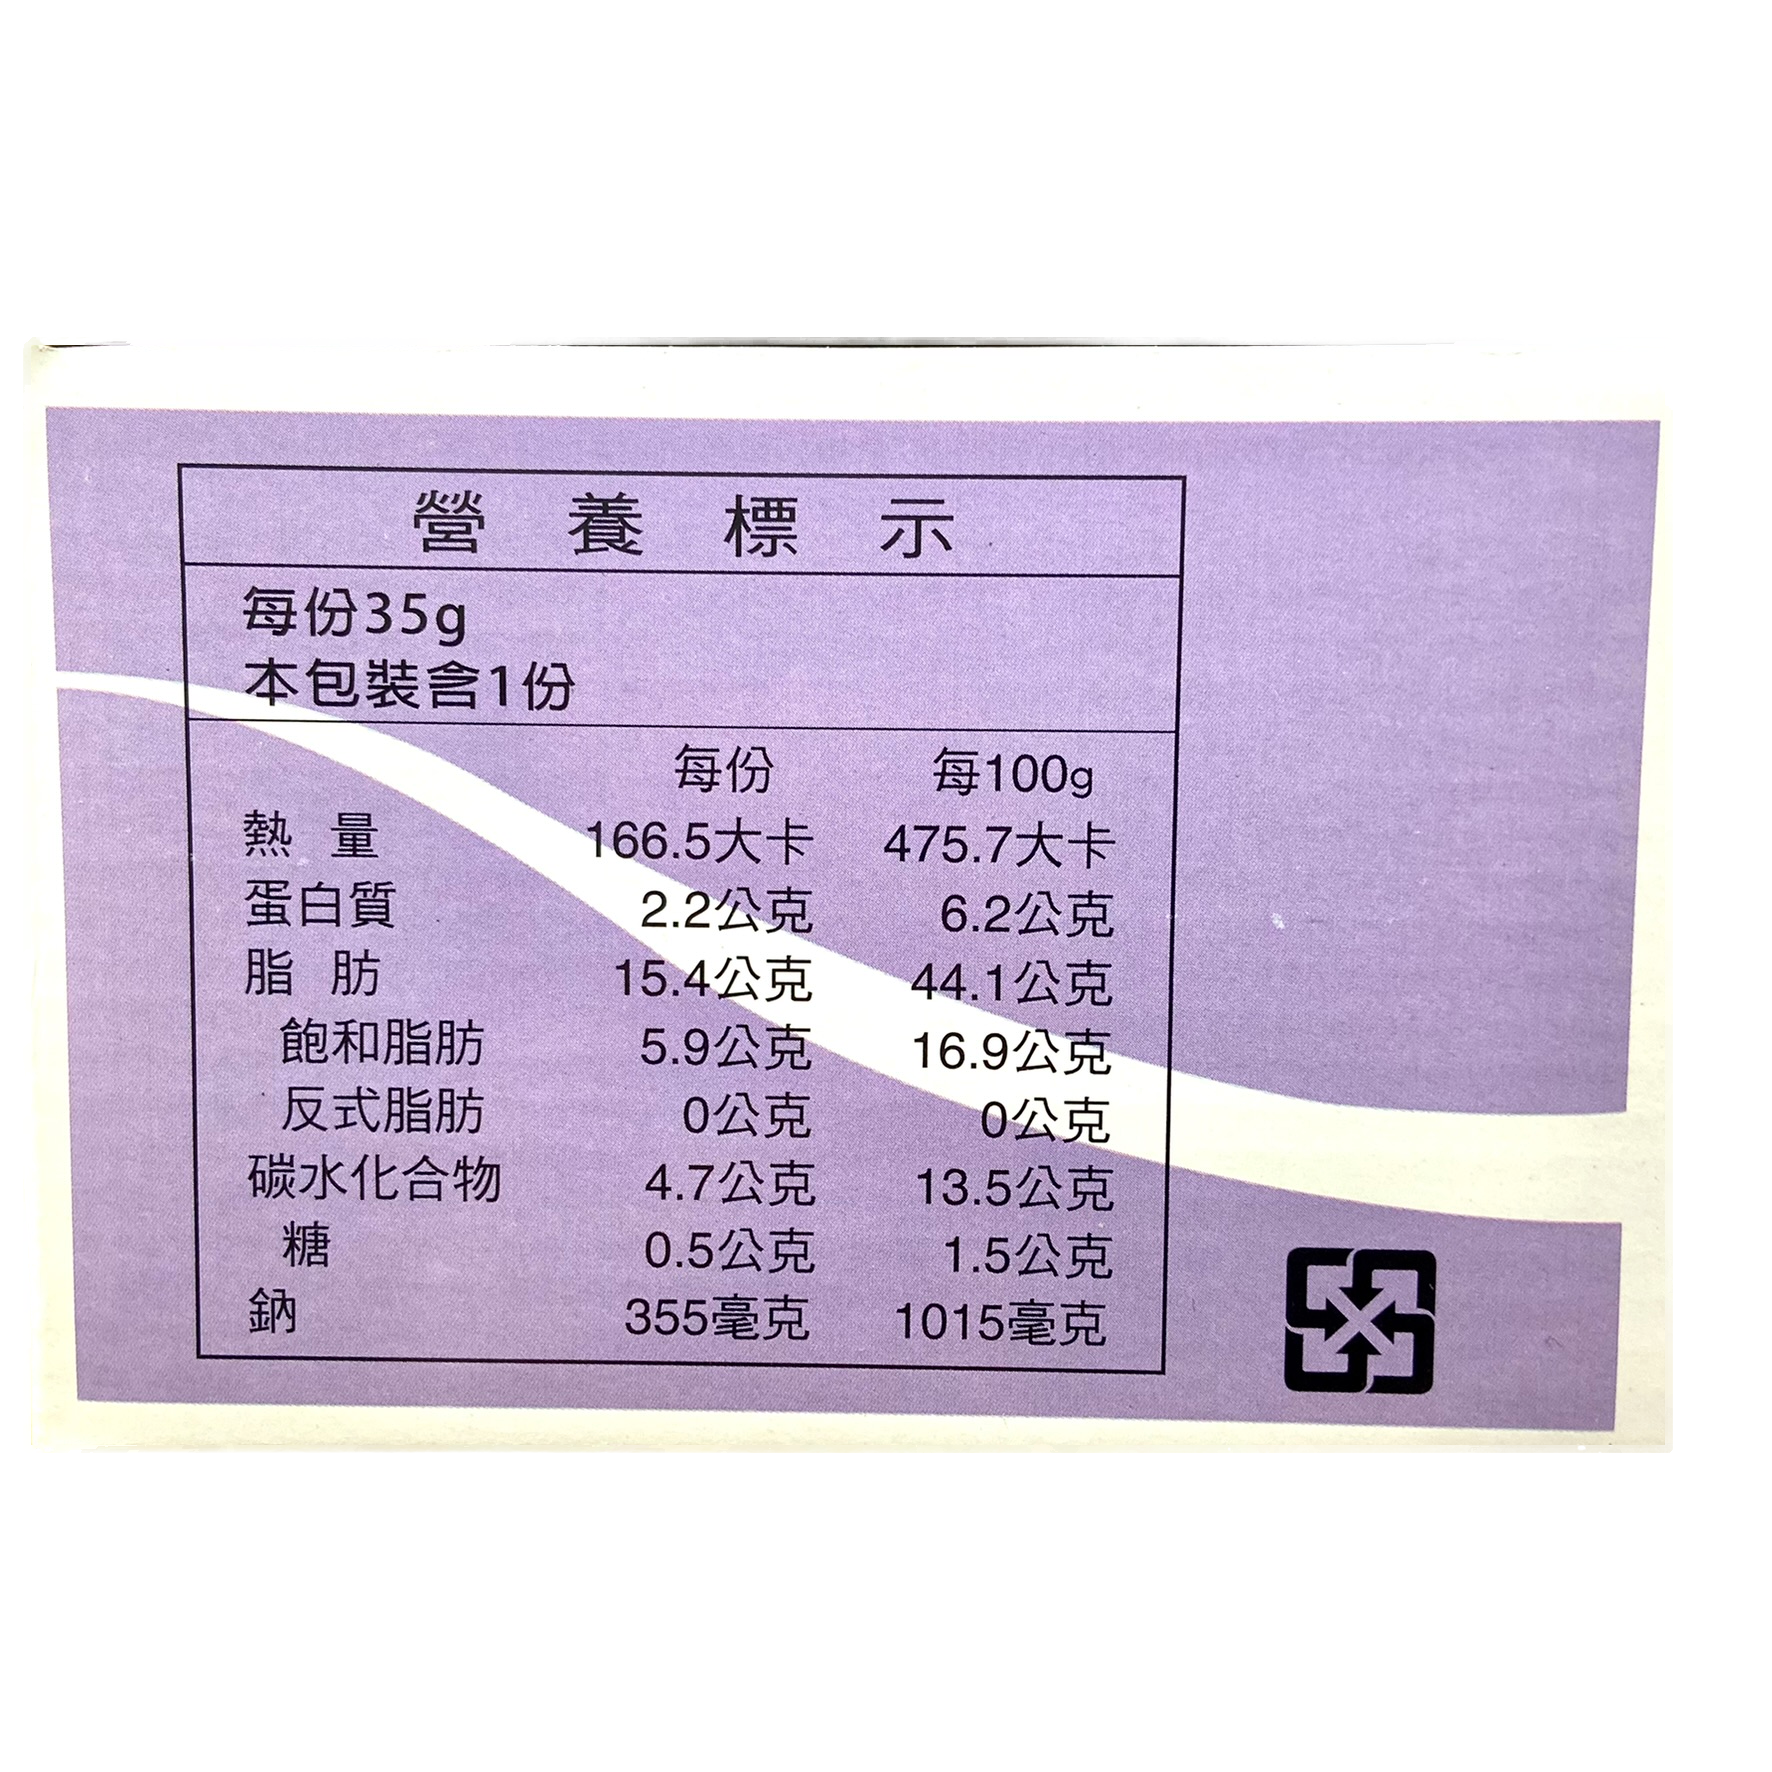 營養標示
每份35g
本包裝含1份
每份 每100g
熱量 166.5大卡 475.7大卡
蛋白質 2.2公克 6.2公克
脂肪 15.4公克 44.1公克
飽和脂肪 5.9公克 16.9公克
反式脂肪 0公克 0公克
碳水化合物 4.7公克 13.5公克
糖 0.5公克 1.5公克
鈉 355毫克 1015毫克